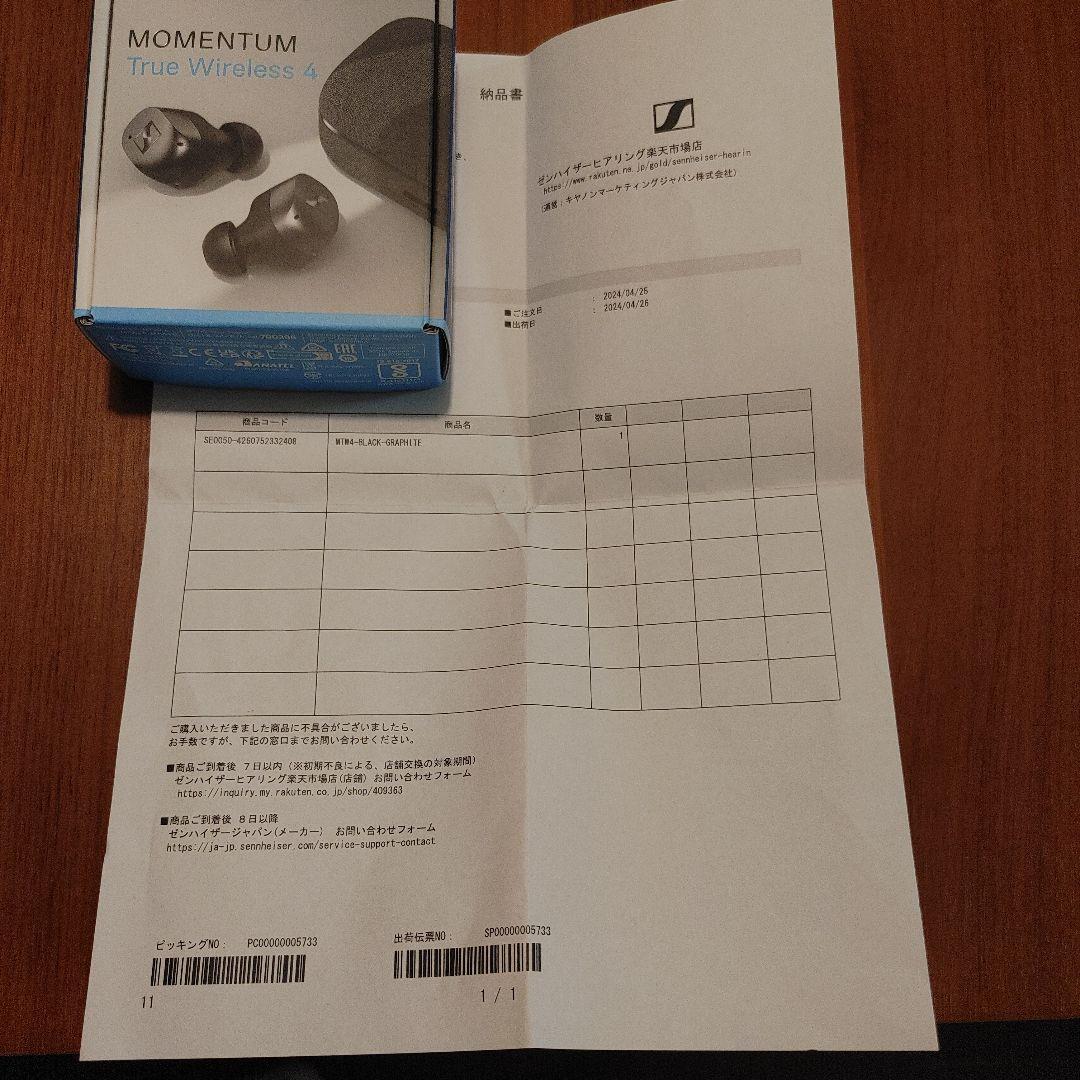 MOMENTUM
True Wireless 4
納品書
ゼンハイザーヒアリング楽天市場店
https://www.rakuten.ne.jp/gold/sennheiser-hearin
(運営：キヤノンマーケティングジャパン株式会社)
■ご注文日 : 2024/04/25
■出荷日 : 2024/04/26
FC CE EAC
ANATEL
商品コード 商品名 数量
SE0050-4260752332408 MTW4-BLACK-GRAPHITE 1
ご購入いただきました商品に不具合がございましたら、
お手数ですが、下記の窓口までお問い合わせください。
■商品ご到着後 7日以内 (※初期不良による、店舗交換の対象期間)
ゼンハイザーヒアリング楽天市場店(店舗) お問い合わせフォーム
https://inquiry.my.rakuten.co.jp/shop/409363
■商品ご到着後 8日以降
ゼンハイザージャパン(メーカー) お問い合わせフォーム
https://ja-jp.sennheiser.com/service-support-contact
ピッキングNO： PC00000005733
出荷伝票NO： SP00000005733
11
1 / 1